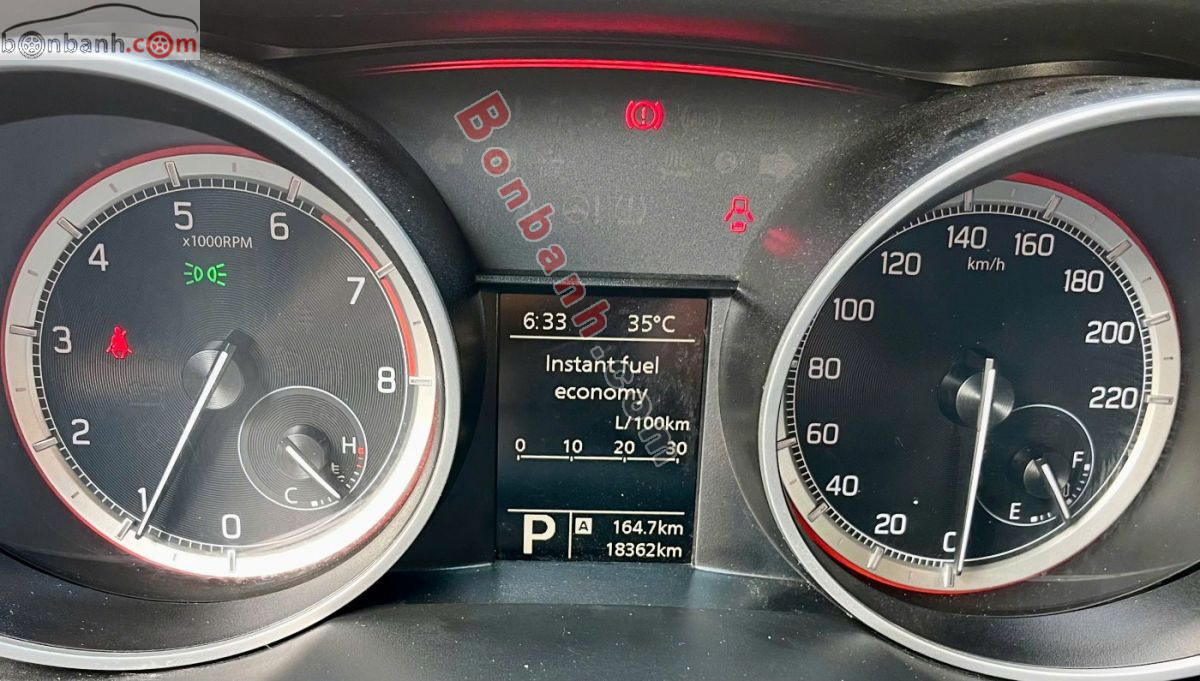 bonbanh.com
Bonbanh.com
0
1
2
3
4
5
6
7
8
x1000RPM
C
H
6:33 35°C
Instant fuel
economy
L/100km
0 10 20 30
P A 164.7km
18362km
0
20
40
60
80
100
120
140
160
180
200
220
km/h
E
F